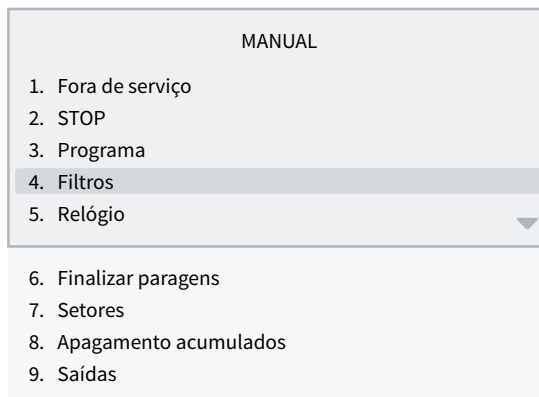 MANUAL
1. Fora de serviço
2. STOP
3. Programa
4. Filtros
5. Relógio
6. Finalizar paragens
7. Setores
8. Apagamento acumulados
9. Saídas